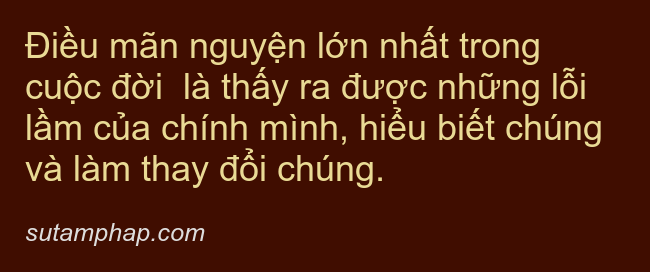 Điều mãn nguyện lớn nhất trong
cuộc đời  là thấy ra được những lỗi
lầm của chính mình, hiểu biết chúng
và làm thay đổi chúng.
sutamphap.com